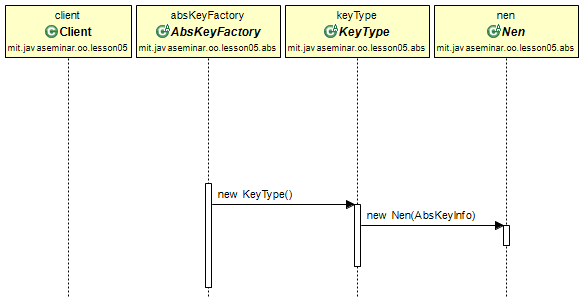 client
C Client
mit.javaseminar.oo.lesson05
absKeyFactory
C A AbsKeyFactory
mit.javaseminar.oo.lesson05.abs
keyType
C A KeyType
mit.javaseminar.oo.lesson05.abs
nen
C A Nen
mit.javaseminar.oo.lesson05.abs
new KeyType()
new Nen(AbsKeyInfo)